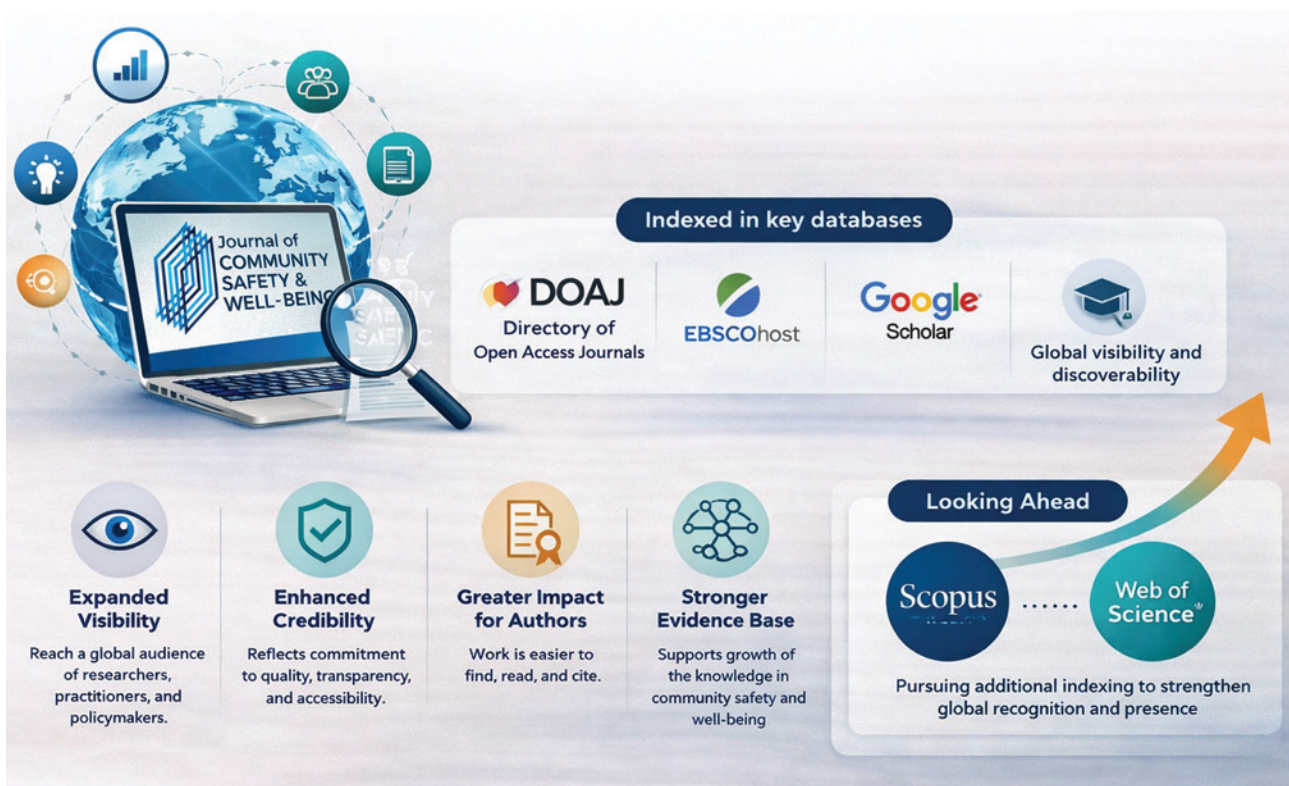 Journal of
COMMUNITY
SAFETY &
WELL-BEING
Indexed in key databases
DOAJ
Directory of
Open Access Journals
EBSCOhost
Google
Scholar
Global visibility and
discoverability
Expanded
Visibility
Reach a global audience
of researchers,
practitioners, and
policymakers.
Enhanced
Credibility
Reflects commitment
to quality, transparency,
and accessibility.
Greater Impact
for Authors
Work is easier to
find, read, and cite.
Stronger
Evidence Base
Supports growth of
the knowledge in
community safety and
well-being
Looking Ahead
Scopus
Web of
Science
Pursuing additional indexing to strengthen
global recognition and presence